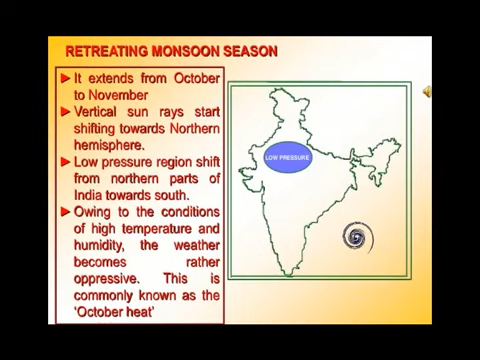 RETREATING MONSOON SEASON
It extends from October
to November
Vertical sun rays start
shifting towards Northern
hemisphere.
Low pressure region shift
from northern parts of
India towards south.
Owing to the conditions
of high temperature and
humidity, the weather
becomes rather
oppressive. This is
commonly known as the
'October heat'
LOW PRESSURE